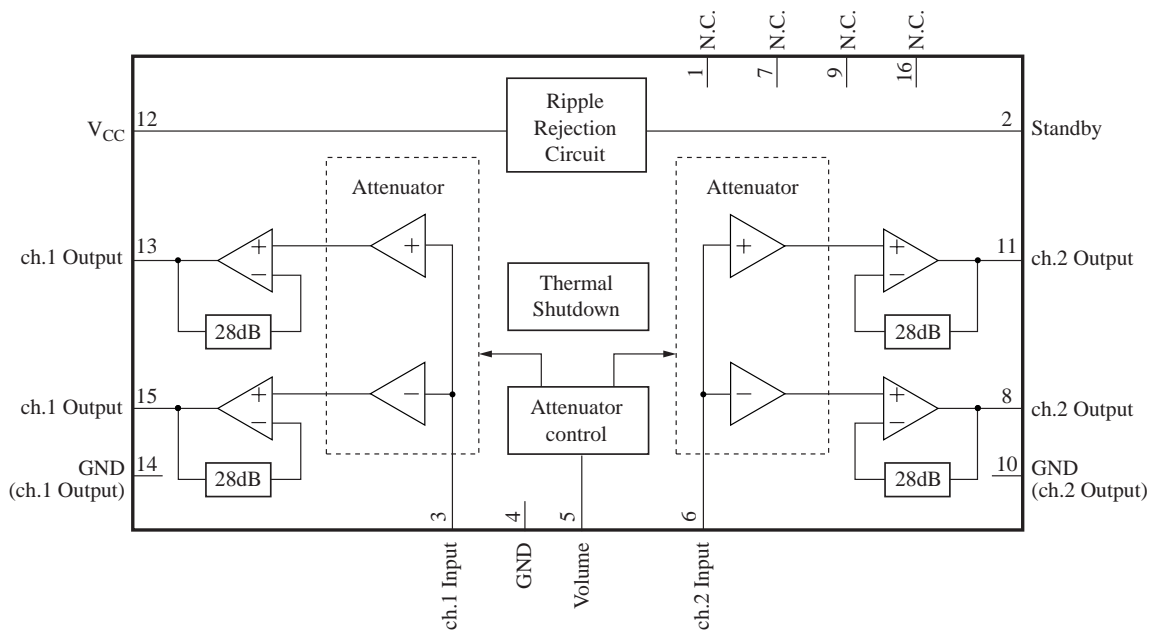 1 N.C.
7 N.C.
9 N.C.
16 N.C.
V_CC 12
Ripple
Rejection
Circuit
2 Standby
Attenuator
Attenuator
ch.1 Output 13
+
−
+
28dB
Thermal
Shutdown
+
+
−
28dB
11 ch.2 Output
ch.1 Output 15
+
−
−
28dB
Attenuator
control
−
+
−
28dB
8 ch.2 Output
GND 14
(ch.1 Output)
10 GND
(ch.2 Output)
3 ch.1 Input
4 GND
5 Volume
6 ch.2 Input